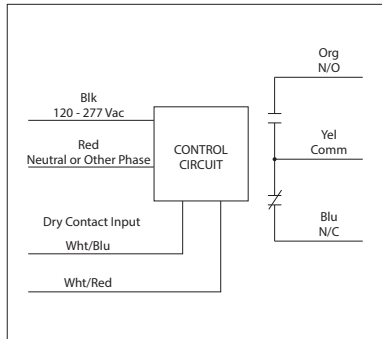 Blk
120 - 277 Vac
Red
Neutral or Other Phase
CONTROL
CIRCUIT
Dry Contact Input
Wht/Blu
Wht/Red
Org
N/O
Yel
Comm
Blu
N/C